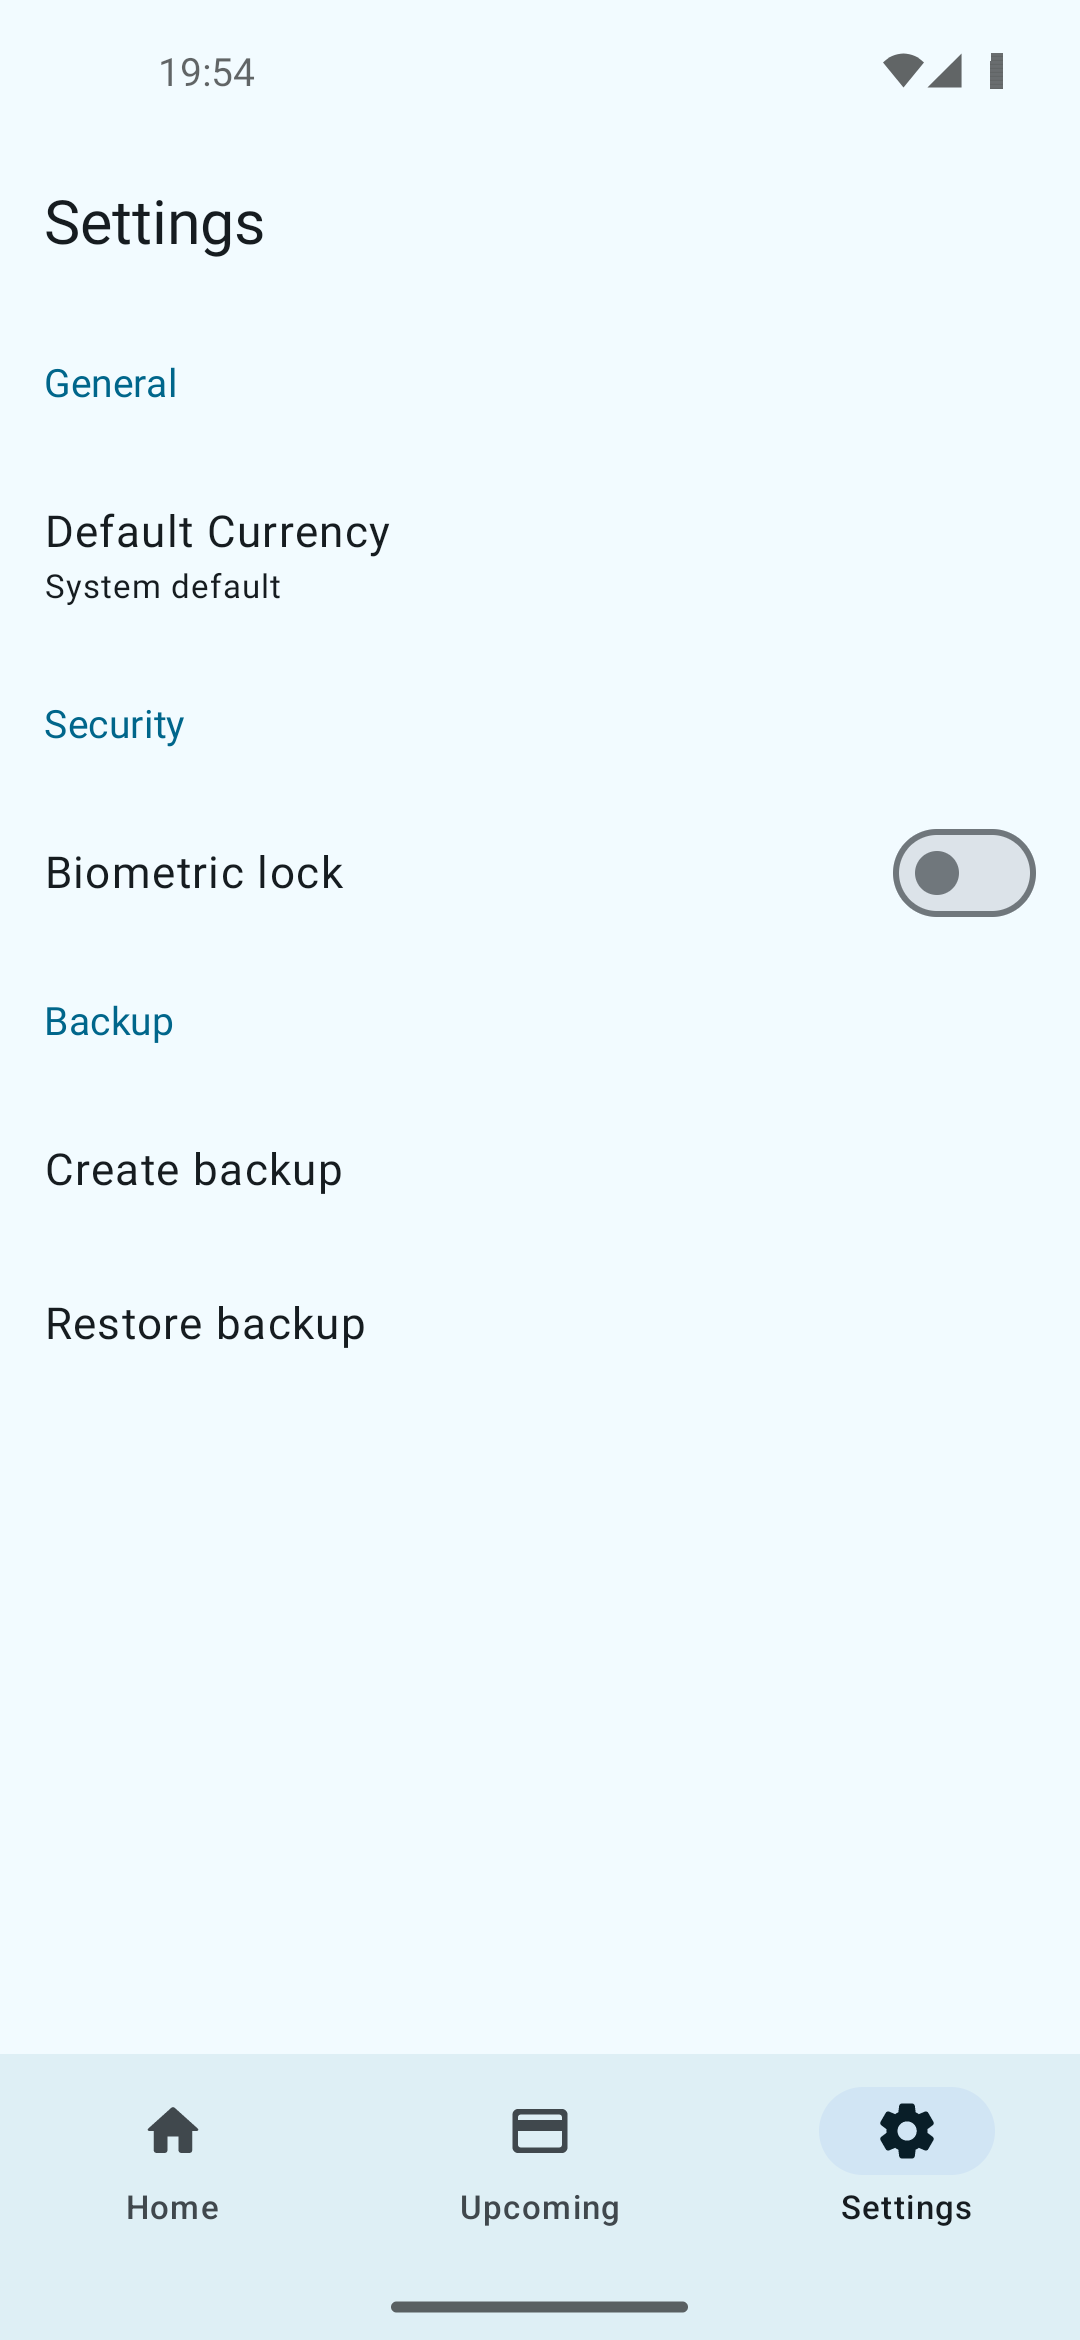 19:54
Settings
General
Default Currency
System default
Security
Biometric lock
Backup
Create backup
Restore backup
Home
Upcoming
Settings